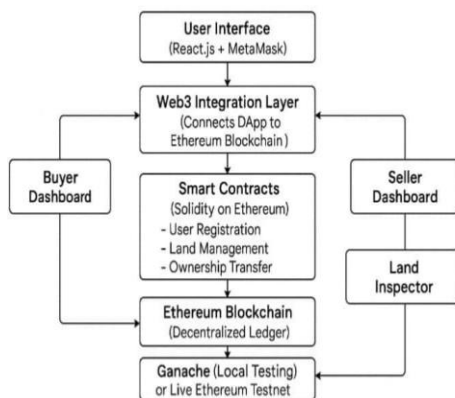 User Interface
(React.js + MetaMask)
Web3 Integration Layer
(Connects DApp to
Ethereum Blockchain )
Buyer
Dashboard
Smart Contracts
(Solidity on Ethereum)
- User Registration
- Land Management
- Ownership Transfer
Seller
Dashboard
Land
Inspector
Ethereum Blockchain
(Decentralized Ledger)
Ganache (Local Testing)
or Live Ethereum Testnet